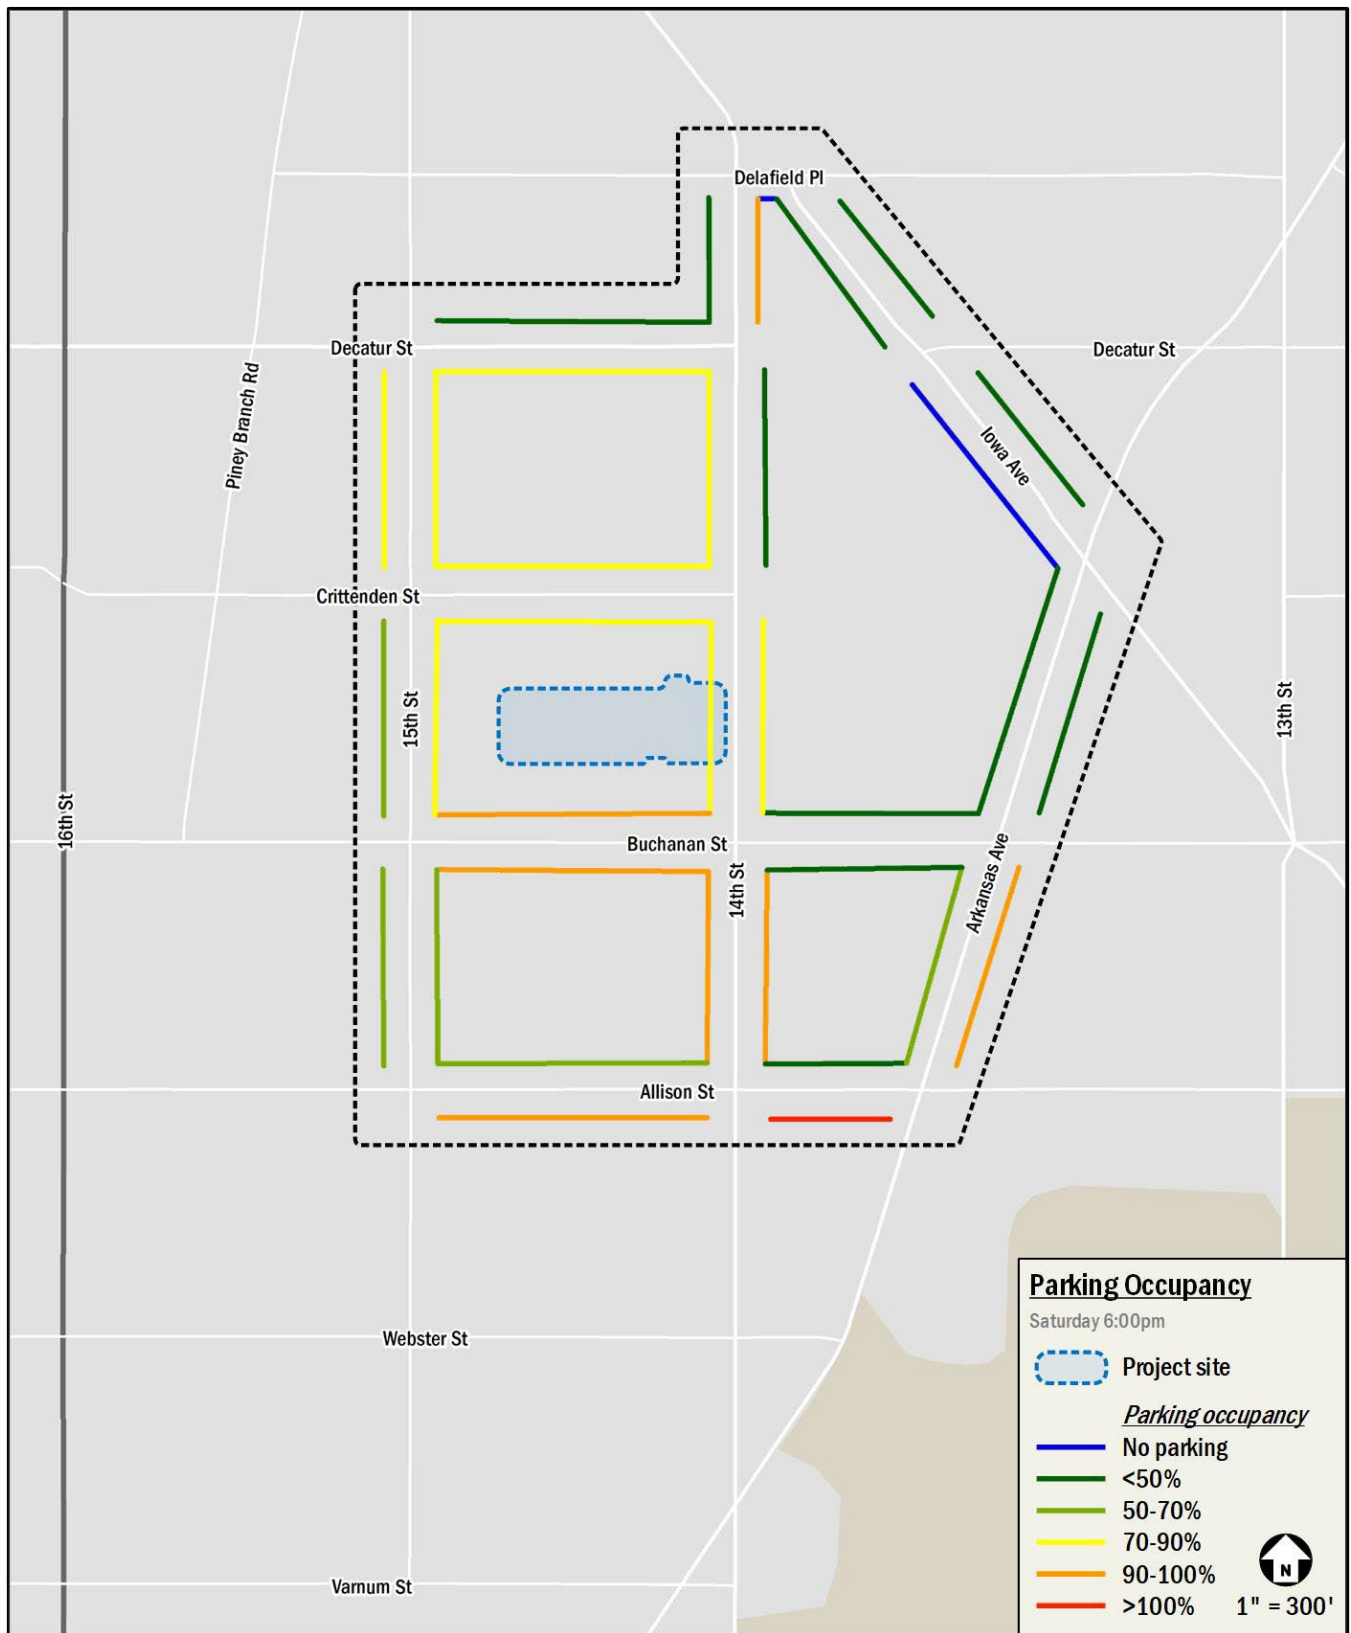 Delafield Pl
Decatur St
Decatur St
Piney Branch Rd
Iowa Ave
Crittenden St
15th St
13th St
16th St
Buchanan St
14th St
Arkansas Ave
Allison St
Webster St
Varnum St
Parking Occupancy
Saturday 6:00pm
Project site
Parking occupancy
No parking
<50%
50-70%
70-90%
90-100%
>100%
N
1" = 300'